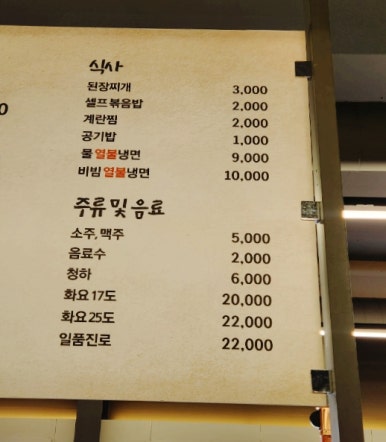 0
식사
된장찌개 3,000
셀프볶음밥 2,000
계란찜 2,000
공기밥 1,000
물열불냉면 9,000
비빔열불냉면 10,000
주류 및 음료
소주, 맥주 5,000
음료수 2,000
청하 6,000
화요 17도 20,000
화요 25도 22,000
일품진로 22,000